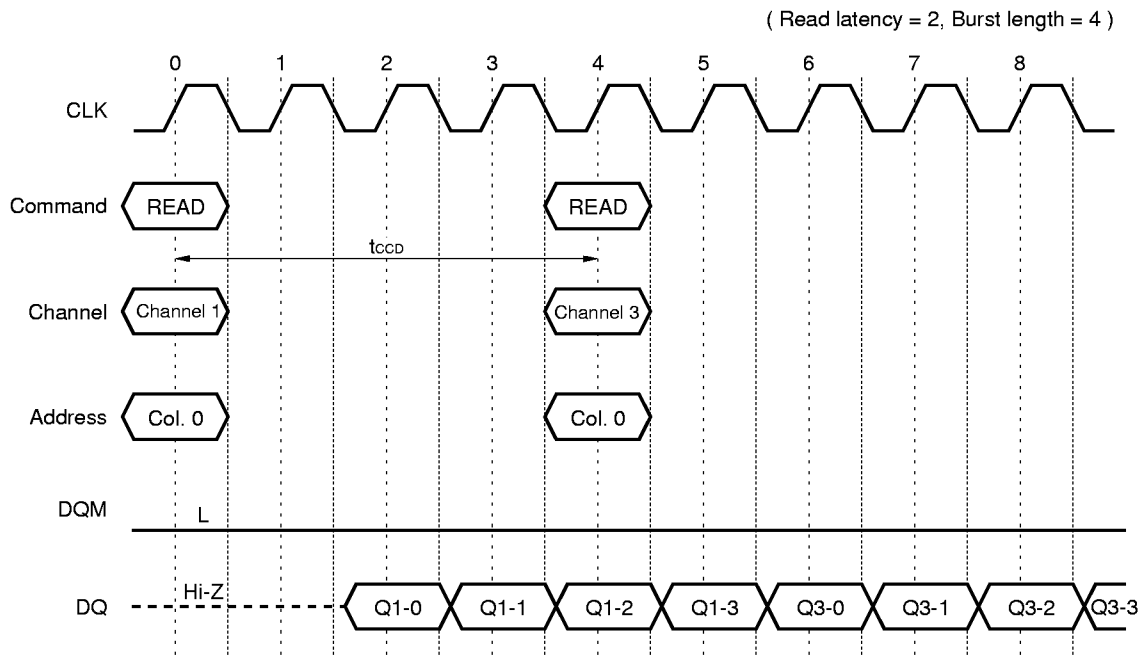 ( Read latency = 2, Burst length = 4 )
0 1 2 3 4 5 6 7 8
CLK
Command READ READ
tCCD
Channel Channel 1 Channel 3
Address Col. 0 Col. 0
DQM L
DQ Hi-Z Q1-0 Q1-1 Q1-2 Q1-3 Q3-0 Q3-1 Q3-2 Q3-3